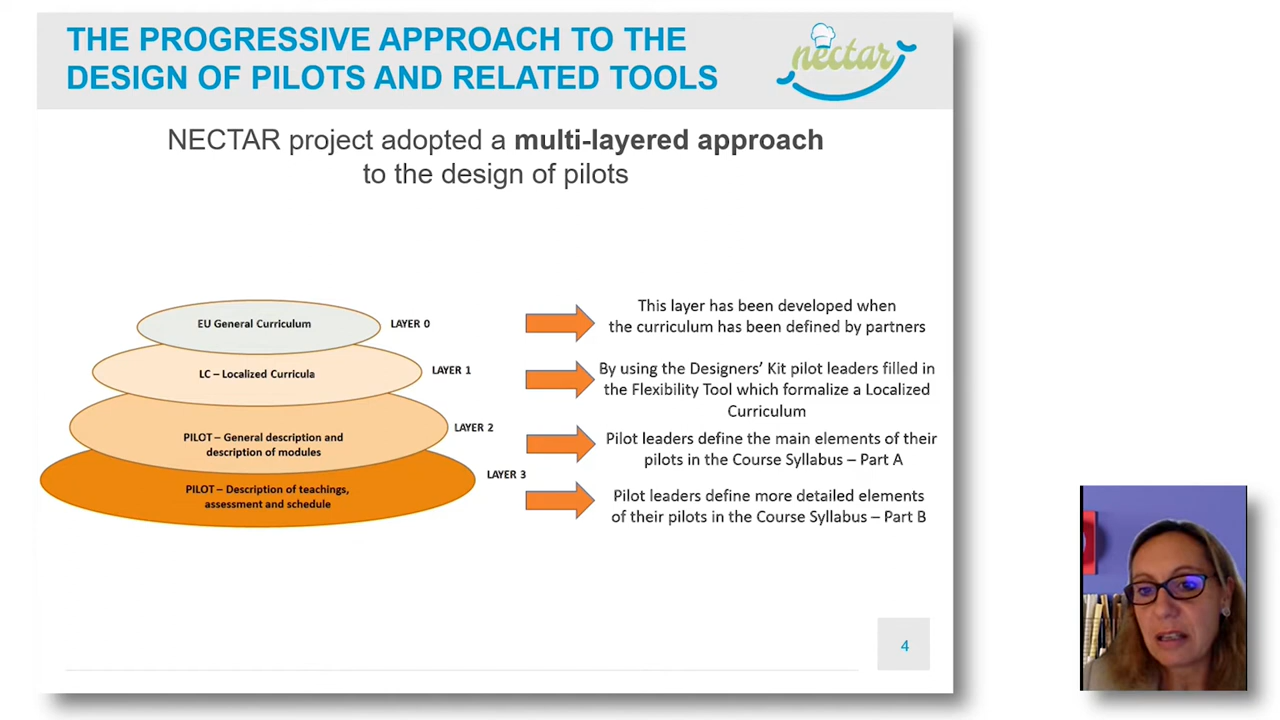 THE PROGRESSIVE APPROACH TO THE
DESIGN OF PILOTS AND RELATED TOOLS
nectar
NECTAR project adopted a multi-layered approach
to the design of pilots
EU General Curriculum
LAYER 0
This layer has been developed when
the curriculum has been defined by partners
LC – Localized Curricula
LAYER 1
By using the Designers’ Kit pilot leaders filled in
the Flexibility Tool which formalize a Localized
Curriculum
PILOT – General description and
description of modules
LAYER 2
Pilot leaders define the main elements of their
pilots in the Course Syllabus – Part A
PILOT – Description of teachings,
assessment and schedule
LAYER 3
Pilot leaders define more detailed elements
of their pilots in the Course Syllabus – Part B
4